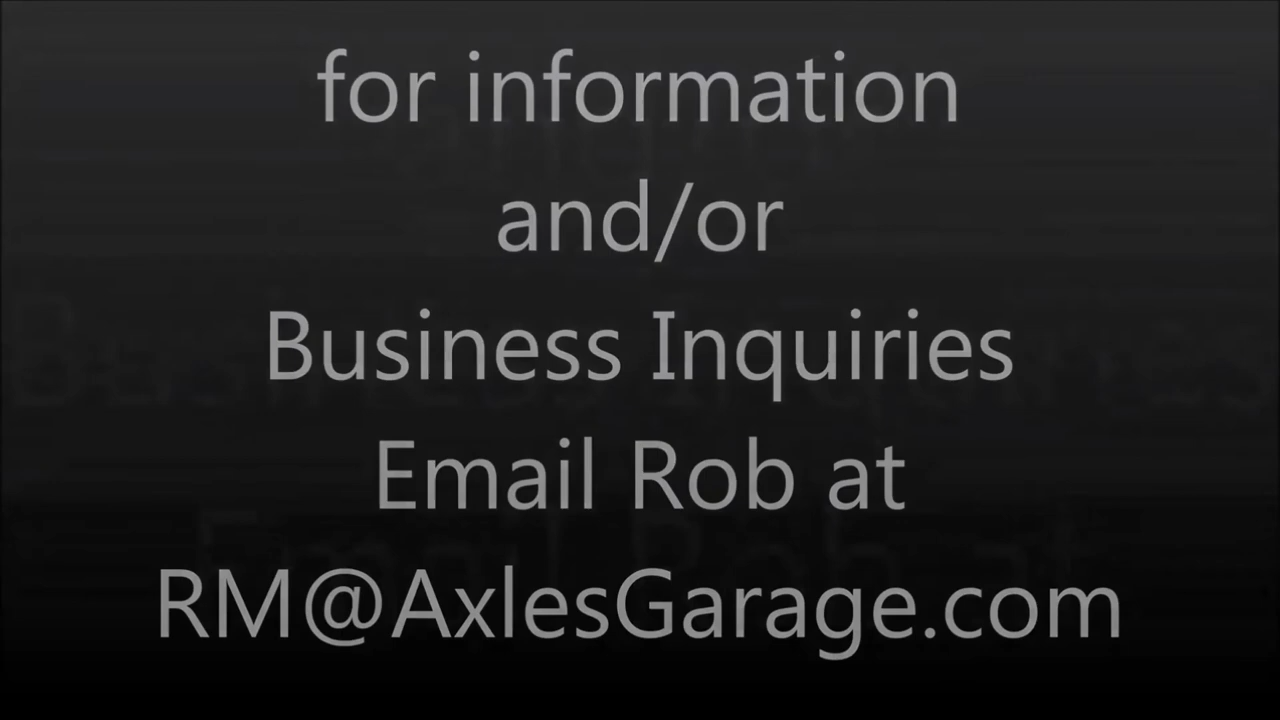 for information
and/or
Business Inquiries
Email Rob at
RM@AxlesGarage.com